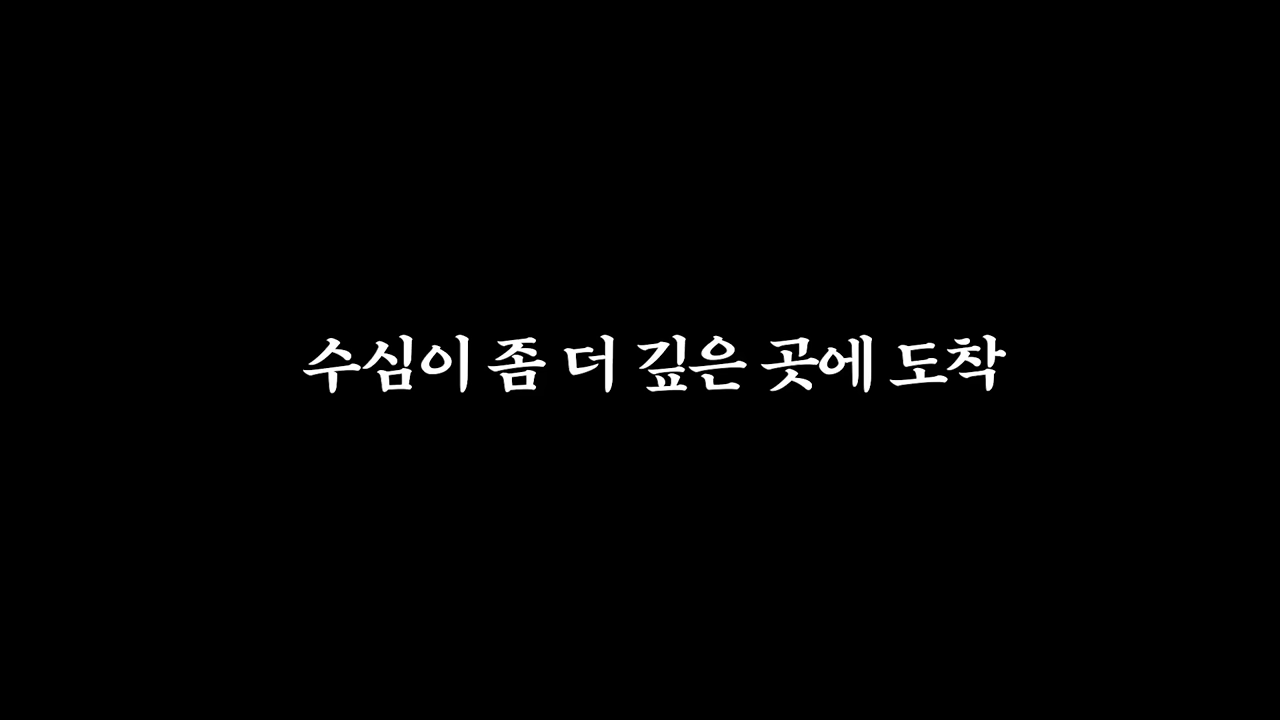 수심이 좀 더 깊은 곳에 도착